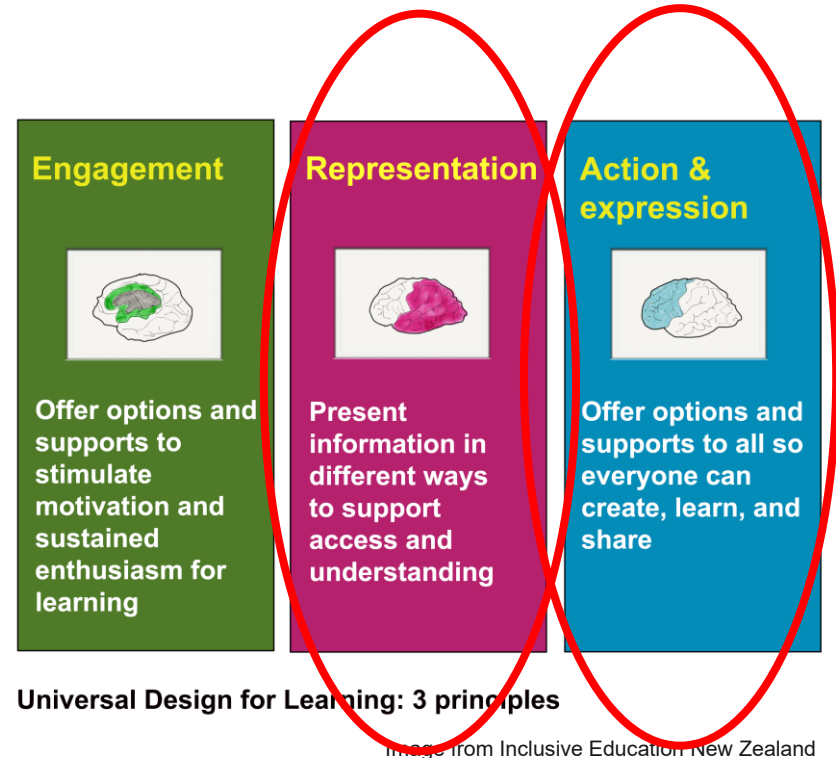 Engagement
Offer options and
supports to
stimulate
motivation and
sustained
enthusiasm for
learning
Representation
Present
information in
different ways
to support
access and
understanding
Action &
expression
Offer options and
supports to all so
everyone can
create, learn, and
share
Universal Design for Learning: 3 principles
Image from Inclusive Education New Zealand